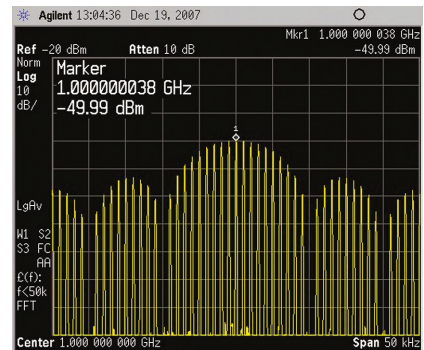 Agilent 13:04:36 Dec 19, 2007
Mkr1 1.000 000 038 GHz
Ref -20 dBm Atten 10 dB -49.99 dBm
Norm
Log
10
dB/
Marker
1.000000038 GHz
-49.99 dBm
1
LgAv
W1 S2
S3 FC
AA
£(f):
f<50k
FFT
Center 1.000 000 000 GHz Span 50 kHz